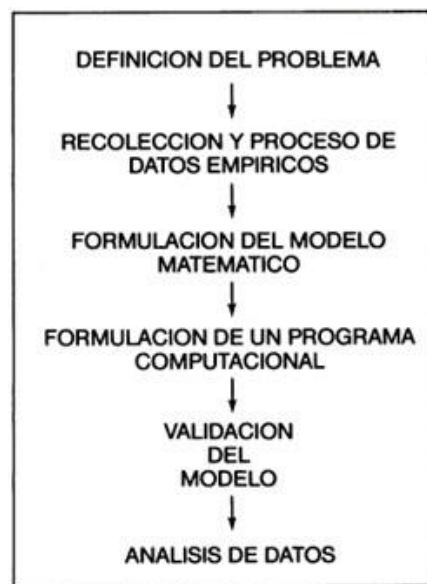 DEFINICION DEL PROBLEMA
RECOLECCION Y PROCESO DE
DATOS EMPIRICOS
FORMULACION DEL MODELO
MATEMATICO
FORMULACION DE UN PROGRAMA
COMPUTACIONAL
VALIDACION
DEL
MODELO
ANALISIS DE DATOS